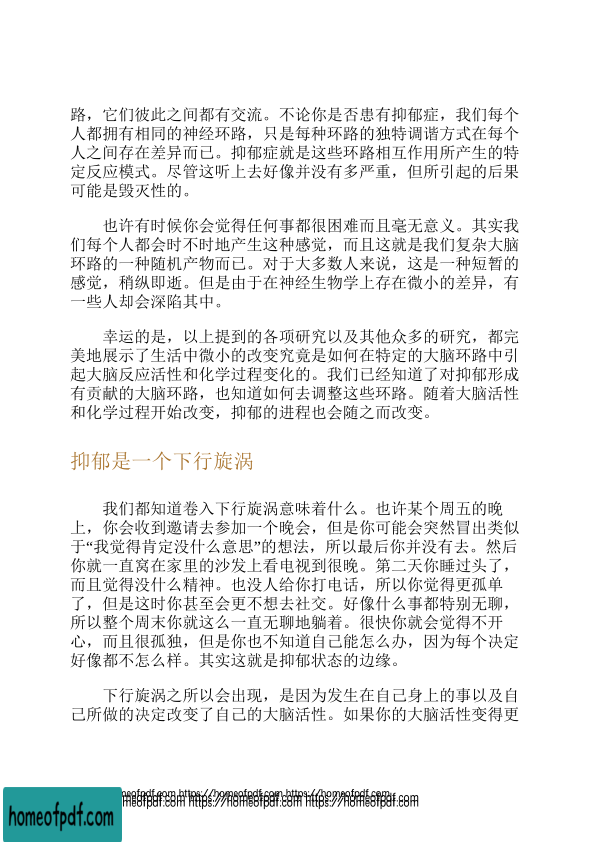 路，它们彼此之间都有交流。不论你是否患有抑郁症，我们每个
人都拥有相同的神经环路，只是每种环路的独特调谐方式在每个
人之间存在差异而已。抑郁症就是这些环路相互作用所产生的特
定反应模式。尽管这听上去好像并没有多严重，但所引起的后果
可能是毁灭性的。
也许有时候你会觉得任何事都很困难而且毫无意义。其实我
们每个人都会时不时地产生这种感觉，而且这就是我们复杂大脑
环路的一种随机产物而已。对于大多数人来说，这是一种短暂的
感觉，稍纵即逝。但是由于在神经生物学上存在微小的差异，有
一些人却会深陷其中。
幸运的是，以上提到的各项研究以及其他众多的研究，都完
美地展示了生活中微小的改变究竟是如何在特定的大脑环路中引
起大脑反应活性和化学过程变化的。我们已经知道了对抑郁形成
有贡献的大脑环路，也知道如何去调整这些环路。随着大脑活性
和化学过程开始改变，抑郁的进程也会随之而改变。
抑郁是一个下行旋涡
我们都知道卷入下行旋涡意味着什么。也许某个周五的晚
上，你会收到邀请去参加一个晚会，但是你可能会突然冒出类似
于“我觉得肯定没什么意思”的想法，所以最后你并没有去。然后
你就一直窝在家里的沙发上看电视到很晚。第二天你睡过头了，
而且觉得没什么精神。也没人给你打电话，所以你觉得更孤单
了，但是这时你甚至会更不想去社交。好像什么事都特别无聊，
所以整个周末你就这么一直无聊地躺着。很快你就会觉得不开
心，而且很孤独，但是你也不知道自己能怎么办，因为每个决定
好像都不怎么样。其实这就是抑郁状态的边缘。
下行旋涡之所以会出现，是因为发生在自己身上的事以及自
己所做的决定改变了自己的大脑活性。如果你的大脑活性变得更
homeofpdf.com https://homeofpdf.com https://homeofpdf.com
homeofpdf.com https://homeofpdf.com https://homeofpdf.com
homeofpdf.com